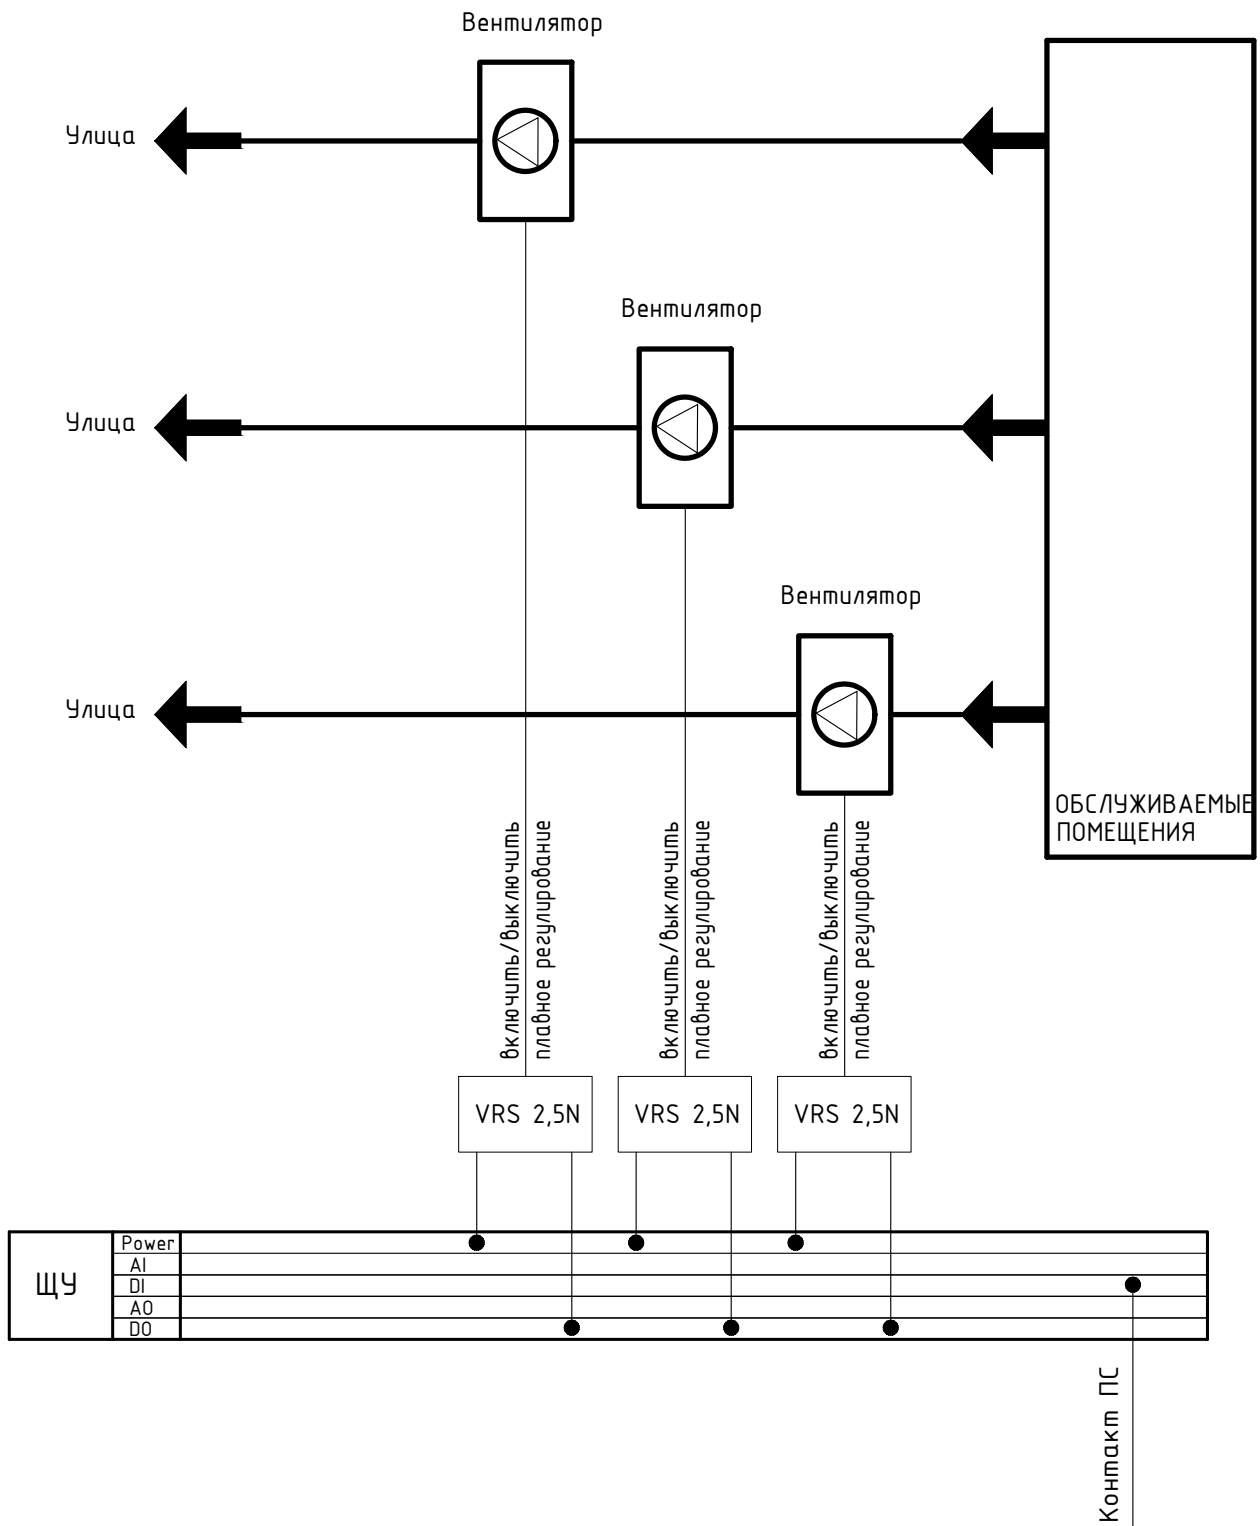 Вентилятор
Улица
Вентилятор
Улица
Вентилятор
Улица
ОБСЛУЖИВАЕМЫЕ
ПОМЕЩЕНИЯ
включить/выключить
плавное регулирование
включить/выключить
плавное регулирование
включить/выключить
плавное регулирование
VRS 2,5N
VRS 2,5N
VRS 2,5N
ЩУ
Power
AI
DI
AO
DO
Контакт ПС